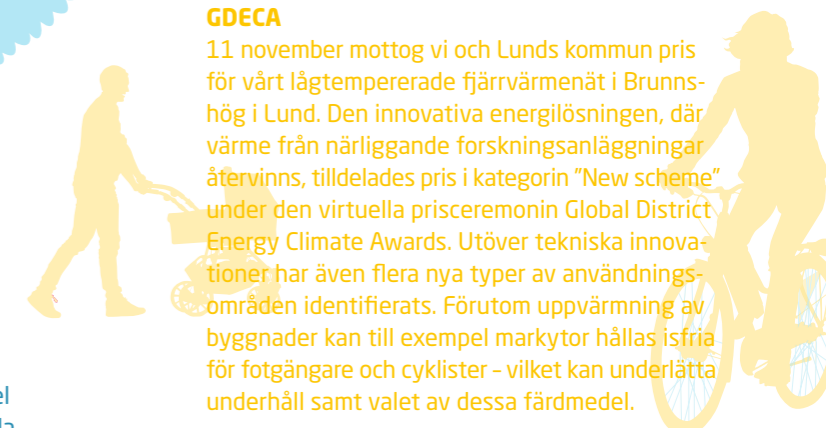 GDECA
11 november mottog vi och Lunds kommun pris
för vårt lågtempererade fjärrvärmenät i Brunns-
hög i Lund. Den innovativa energilösningen, där
värme från närliggande forskningsanläggningar
återvinns, tilldelades pris i kategorin ”New scheme”
under den virtuella prisceremonin Global District
Energy Climate Awards. Utöver tekniska innova-
tioner har även flera nya typer av användnings-
områden identifierats. Förutom uppvärmning av
byggnader kan till exempel markytor hållas isfria
för fotgängare och cyklister – vilket kan underlätta
underhåll samt valet av dessa färdmedel.
el